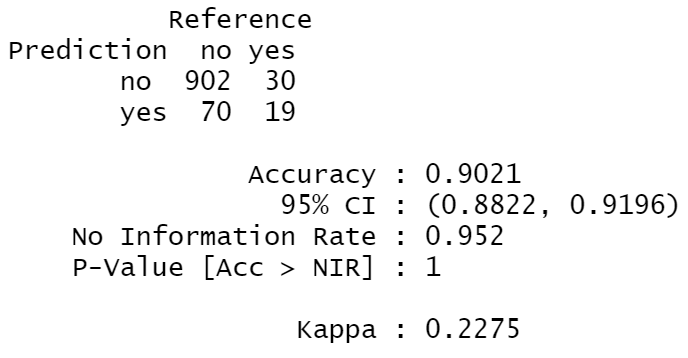 Reference
Prediction no yes
no 902 30
yes 70 19
Accuracy : 0.9021
95% CI : (0.8822, 0.9196)
No Information Rate : 0.952
P-Value [Acc > NIR] : 1
Kappa : 0.2275